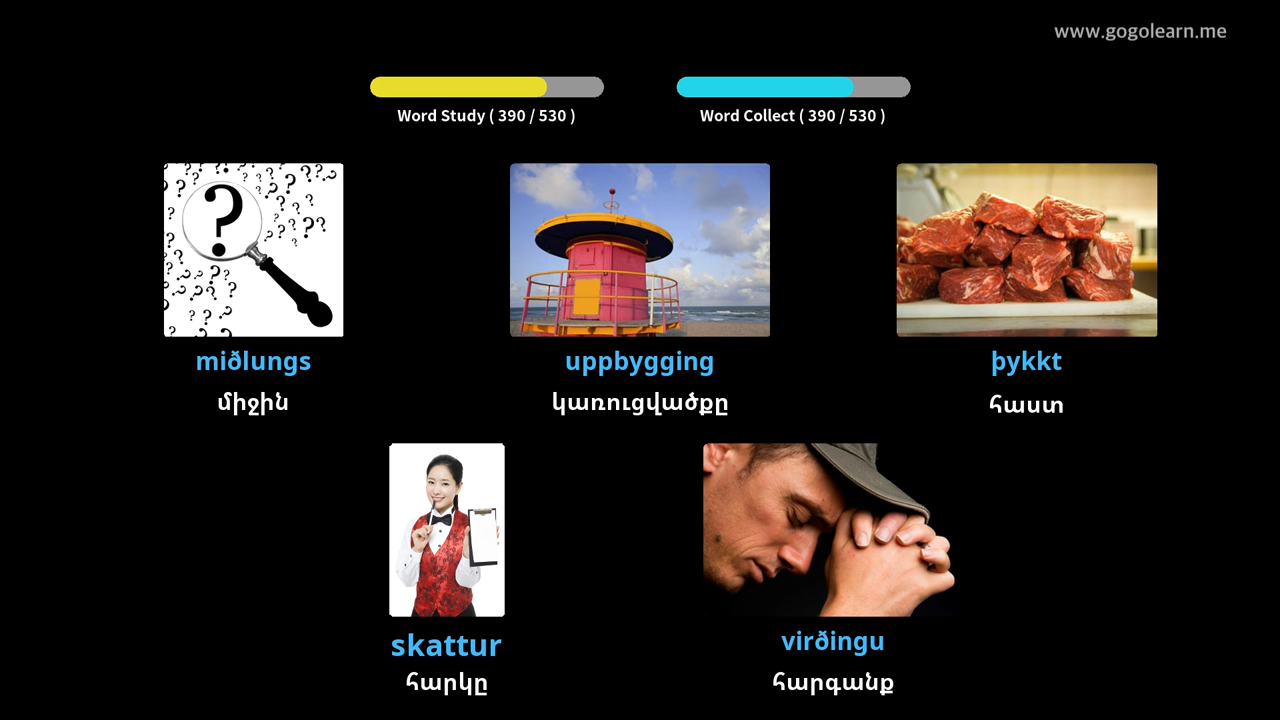 www.gogolearn.me
Word Study ( 390 / 530 )
Word Collect ( 390 / 530 )
miðlungs
uppbygging
þykkt
միջին
կառուցվածքը
հաստ
skattur
virðingu
հարկը
հարգանք